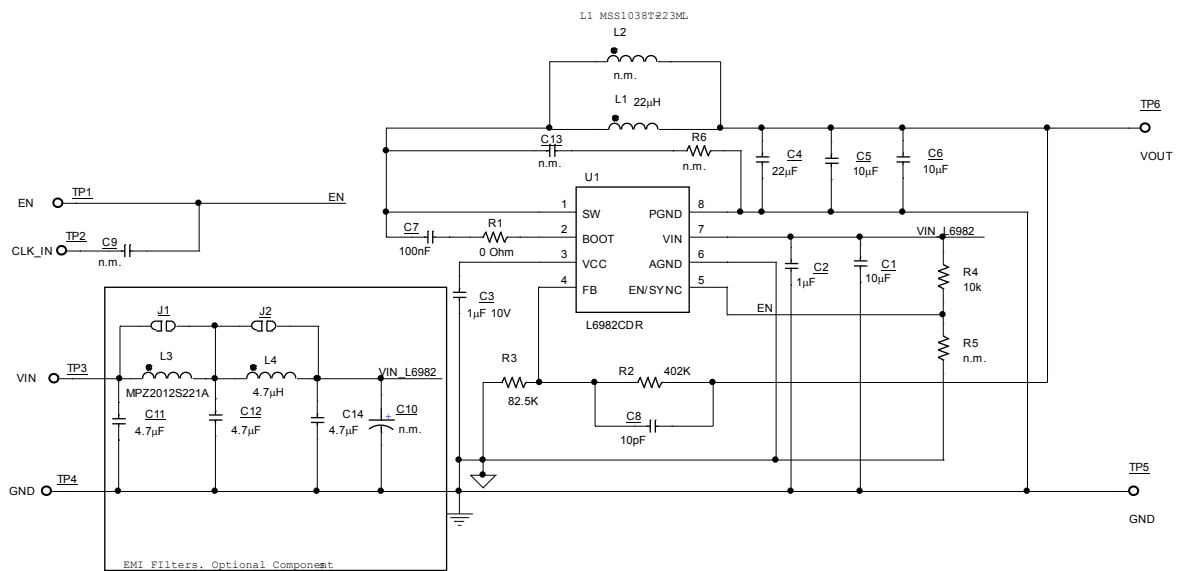 L1 MSS1038T-223ML
L2
n.m.
L1 22µH
TP6
VOUT
C13
n.m.
R6
n.m.
C4
22µF
C5
10µF
C6
10µF
U1
EN
TP1
EN
1
SW
PGND
8
C7
100nF
R1
0 Ohm
2
BOOT
VIN
7
VIN_L6982
CLK_IN
TP2
C9
n.m.
3
VCC
AGND
6
C2
1µF
C1
10µF
R4
10k
4
FB
EN/SYNC
5
EN
C3
1µF 10V
L6982CDR
J1
J2
R5
n.m.
VIN
TP3
L3
MPZ2012S221A
L4
4.7µH
VIN_L6982
R3
82.5K
R2
402K
C11
4.7µF
C12
4.7µF
C14
4.7µF
+
C10
n.m.
C8
10pF
GND
TP4
TP5
GND
EMI FIlters. Optional Components